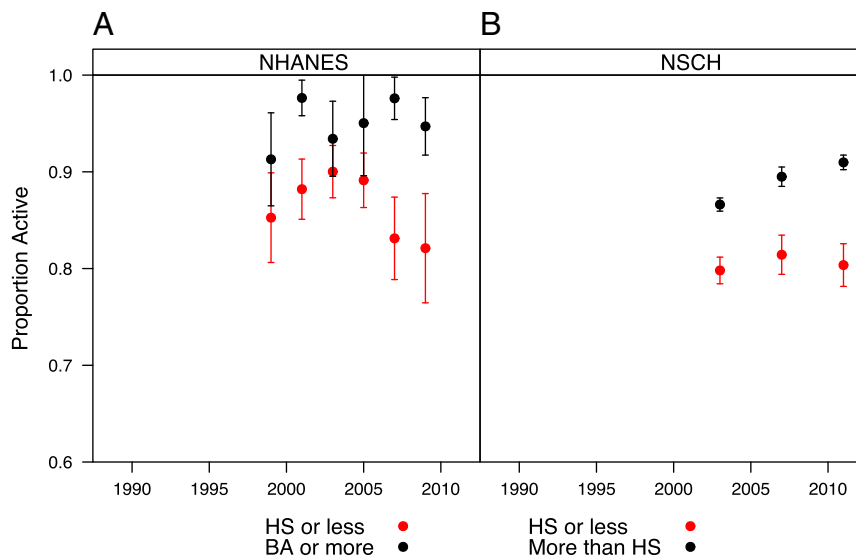 A B
NHANES NSCH
1.0
0.9
0.8
0.7
0.6
Proportion Active
1990 1995 2000 2005 2010 1990 1995 2000 2005 2010
HS or less HS or less
BA or more More than HS